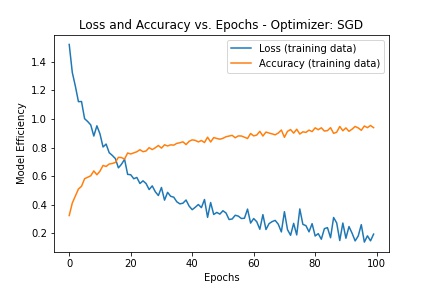 Loss and Accuracy vs. Epochs - Optimizer: SGD
Loss (training data)
Accuracy (training data)
Model Efficiency
1.4
1.2
1.0
0.8
0.6
0.4
0.2
0 20 40 60 80 100
Epochs